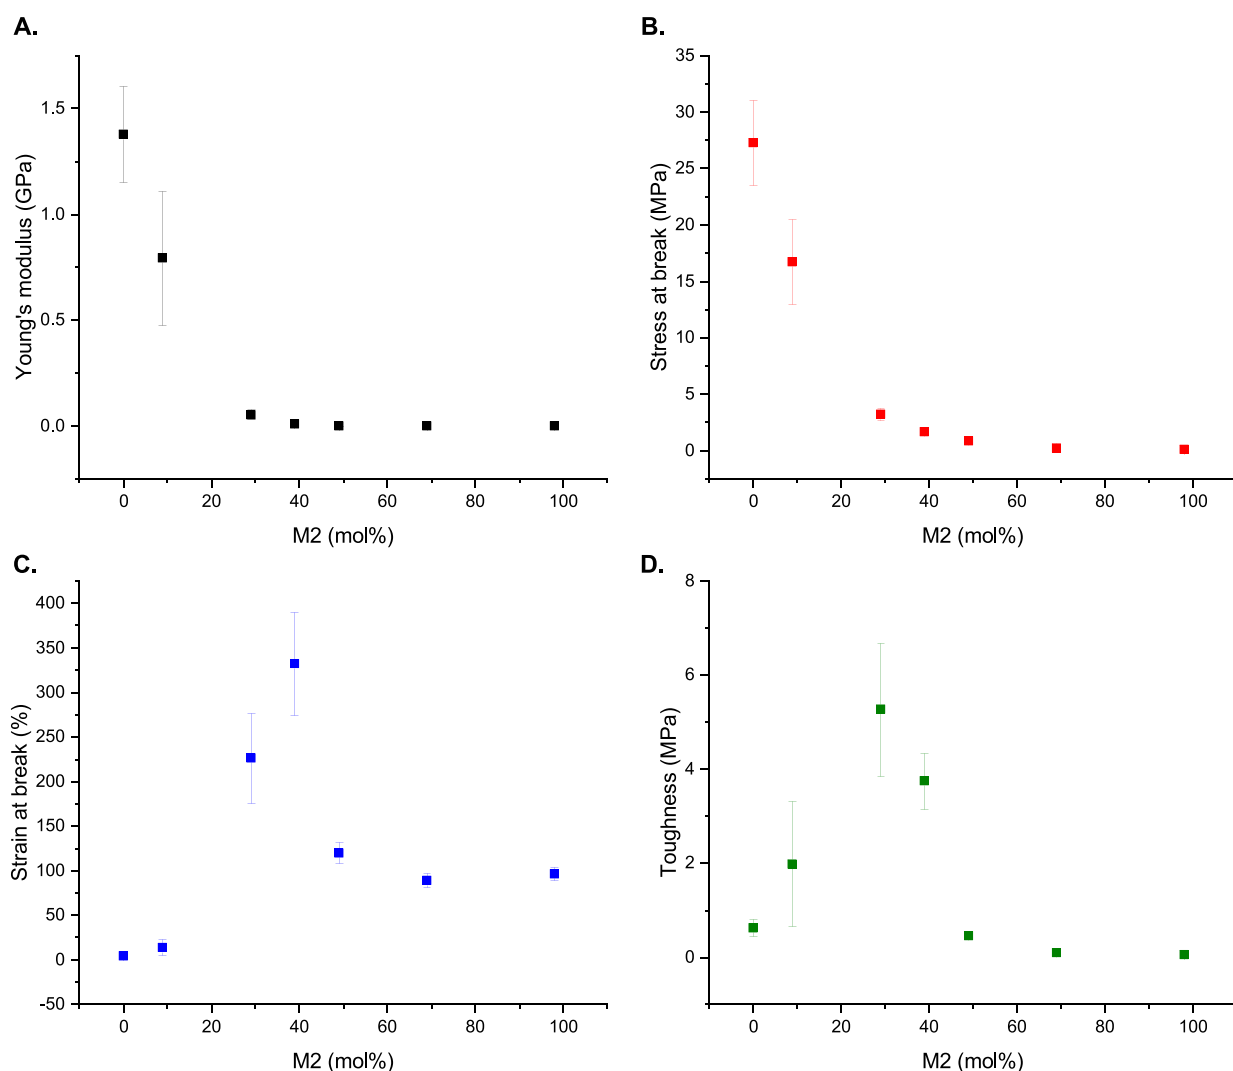 A.
Young's modulus (GPa)
1.5
1.0
0.5
0.0
0 20 40 60 80 100
M2 (mol%)
B.
Stress at break (MPa)
35
30
25
20
15
10
5
0
0 20 40 60 80 100
M2 (mol%)
C.
Strain at break (%)
400
350
300
250
200
150
100
50
0
-50
0 20 40 60 80 100
M2 (mol%)
D.
Toughness (MPa)
8
6
4
2
0
0 20 40 60 80 100
M2 (mol%)